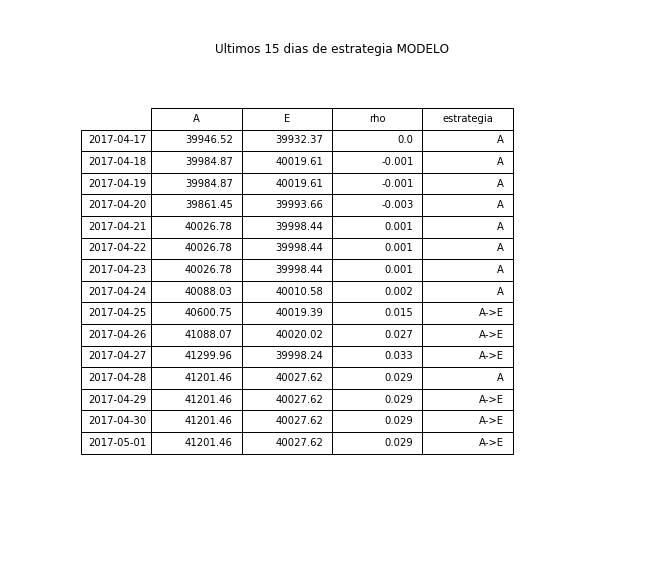 Ultimos 15 dias de estrategia MODELO
A E rho estrategia
2017-04-17 39946.52 39932.37 0.0 A
2017-04-18 39984.87 40019.61 -0.001 A
2017-04-19 39984.87 40019.61 -0.001 A
2017-04-20 39861.45 39993.66 -0.003 A
2017-04-21 40026.78 39998.44 0.001 A
2017-04-22 40026.78 39998.44 0.001 A
2017-04-23 40026.78 39998.44 0.001 A
2017-04-24 40088.03 40010.58 0.002 A
2017-04-25 40600.75 40019.39 0.015 A->E
2017-04-26 41088.07 40020.02 0.027 A->E
2017-04-27 41299.96 39998.24 0.033 A->E
2017-04-28 41201.46 40027.62 0.029 A
2017-04-29 41201.46 40027.62 0.029 A->E
2017-04-30 41201.46 40027.62 0.029 A->E
2017-05-01 41201.46 40027.62 0.029 A->E